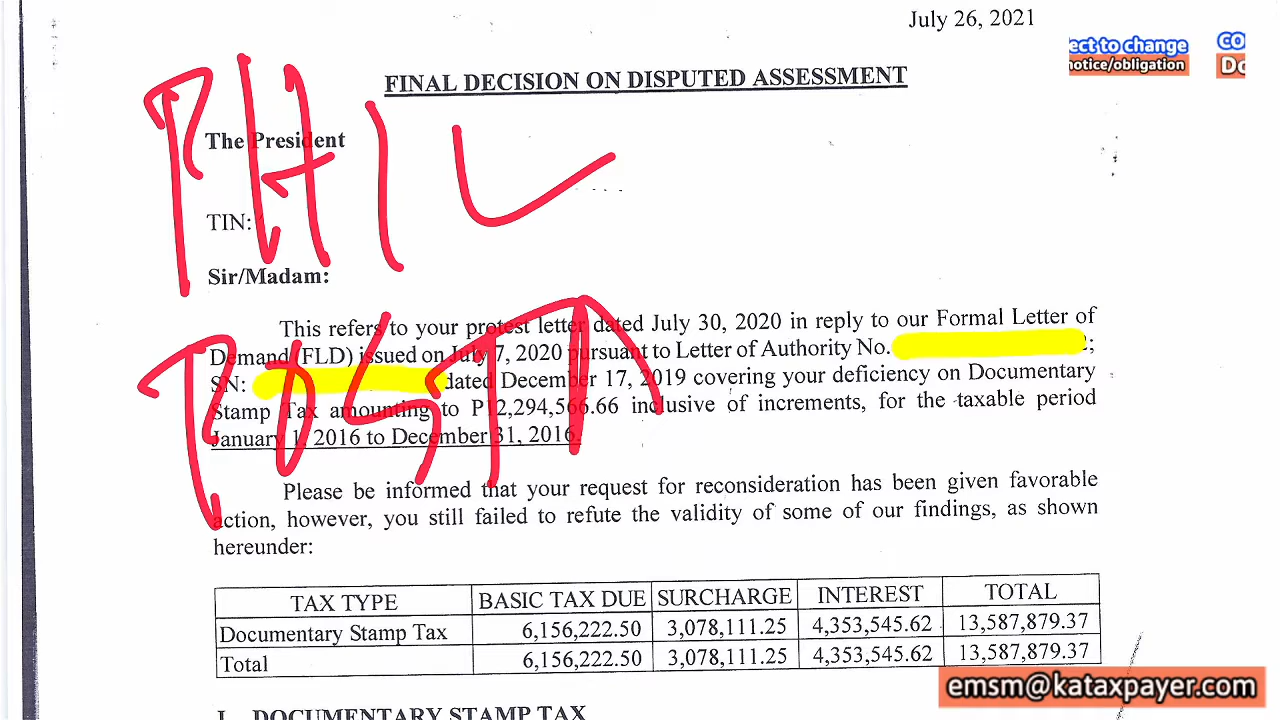 July 26, 2021
ect to change
notice/obligation
CO
Do
FINAL DECISION ON DISPUTED ASSESSMENT
PHIL
The President
TIN:
Sir/Madam:
POST
This refers to your protest letter dated July 30, 2020 in reply to our Formal Letter of
Demand (FLD) issued on July 7, 2020 pursuant to Letter of Authority No.
SN: dated December 17, 2019 covering your deficiency on Documentary
Stamp Tax amounting to P12,294,566.66 inclusive of increments, for the taxable period
January 1, 2016 to December 31, 2016.
Please be informed that your request for reconsideration has been given favorable
action, however, you still failed to refute the validity of some of our findings, as shown
hereunder:
TAX TYPE BASIC TAX DUE SURCHARGE INTEREST TOTAL
Documentary Stamp Tax 6,156,222.50 3,078,111.25 4,353,545.62 13,587,879.37
Total 6,156,222.50 3,078,111.25 4,353,545.62 13,587,879.37
emsm@kataxpayer.com
I. DOCUMENTARY STAMP TAX